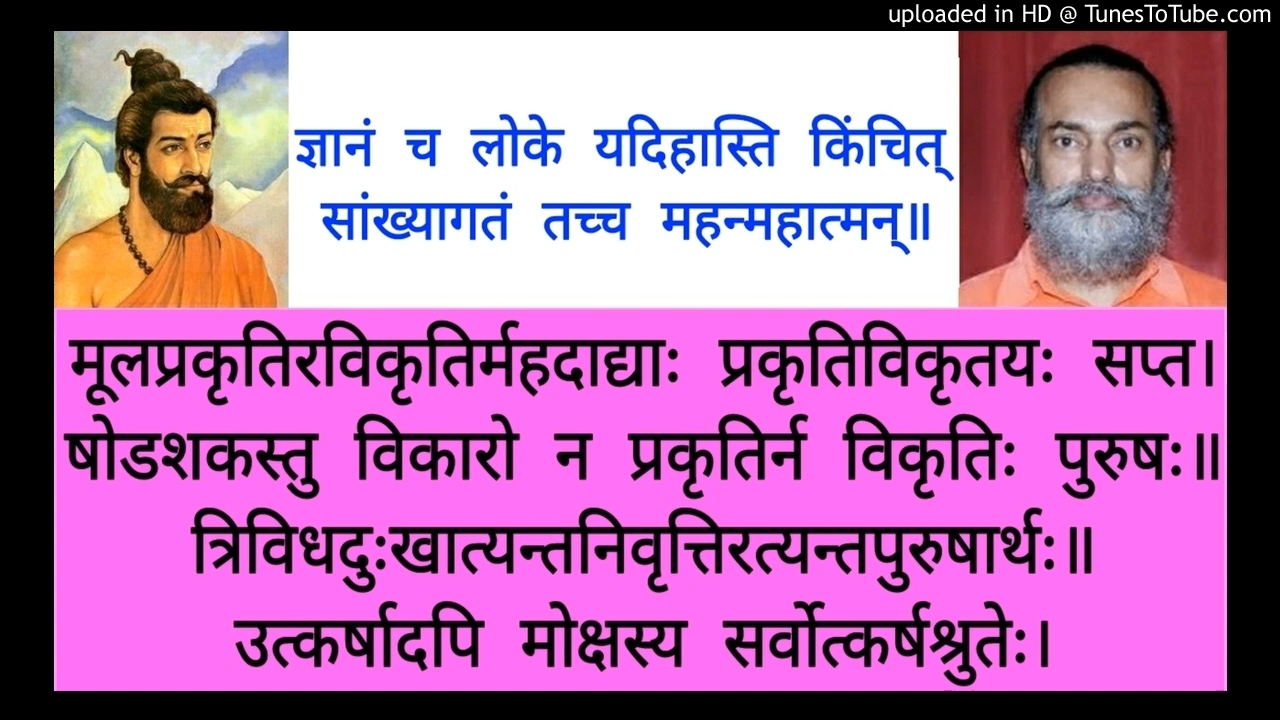 uploaded in HD @ TunesToTube.com
ज्ञानं च लोके यदिहास्ति किंचित्
सांख्यागतं तच्च महन्महात्मन्॥
मूलप्रकृतिरविकृतिर्महदाद्याः प्रकृतिविकृतयः सप्त।
षोडशकस्तु विकारो न प्रकृतिर्न विकृतिः पुरुषः॥
त्रिविधदुःखात्यन्तनिवृत्तिरत्यन्तपुरुषार्थः॥
उत्कर्षादपि मोक्षस्य सर्वोत्कर्षश्रुतेः।